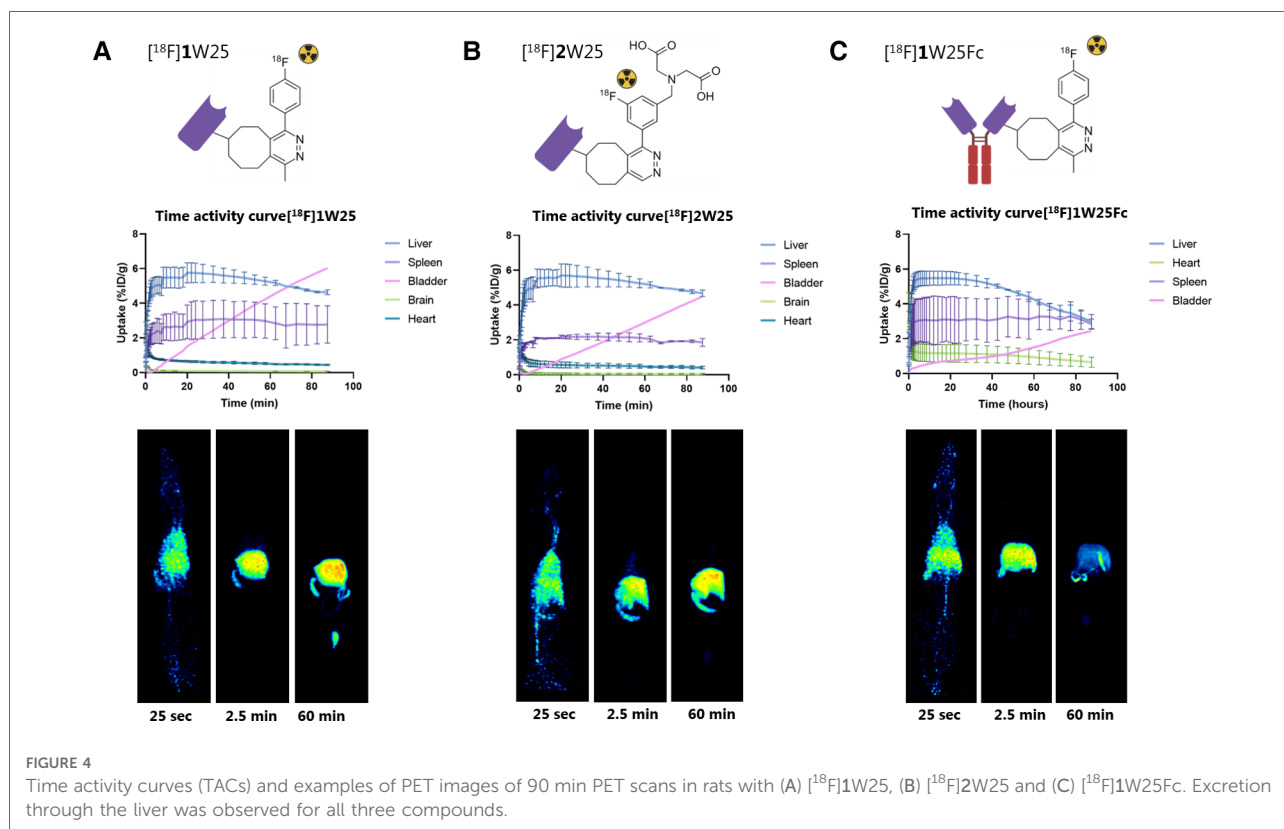 A [¹⁸F]1W25
¹⁸F
N
N
Time activity curve[¹⁸F]1W25
Uptake (%ID/g)
8
6
4
2
0
0 20 40 60 80 100
Time (min)
Liver
Spleen
Bladder
Brain
Heart
25 sec 2.5 min 60 min
B [¹⁸F]2W25
HO
O
N
O
OH
¹⁸F
N
N
Time activity curve[¹⁸F]2W25
Uptake (%ID/g)
8
6
4
2
0
0 20 40 60 80 100
Time (min)
Liver
Spleen
Bladder
Brain
Heart
25 sec 2.5 min 60 min
C [¹⁸F]1W25Fc
¹⁸F
N
N
Time activity curve[¹⁸F]1W25Fc
Uptake (%ID/g)
8
6
4
2
0
0 20 40 60 80 100
Time (hours)
Liver
Heart
Spleen
Bladder
25 sec 2.5 min 60 min
FIGURE 4
Time activity curves (TACs) and examples of PET images of 90 min PET scans in rats with (A) [¹⁸F]1W25, (B) [¹⁸F]2W25 and (C) [¹⁸F]1W25Fc. Excretion
through the liver was observed for all three compounds.